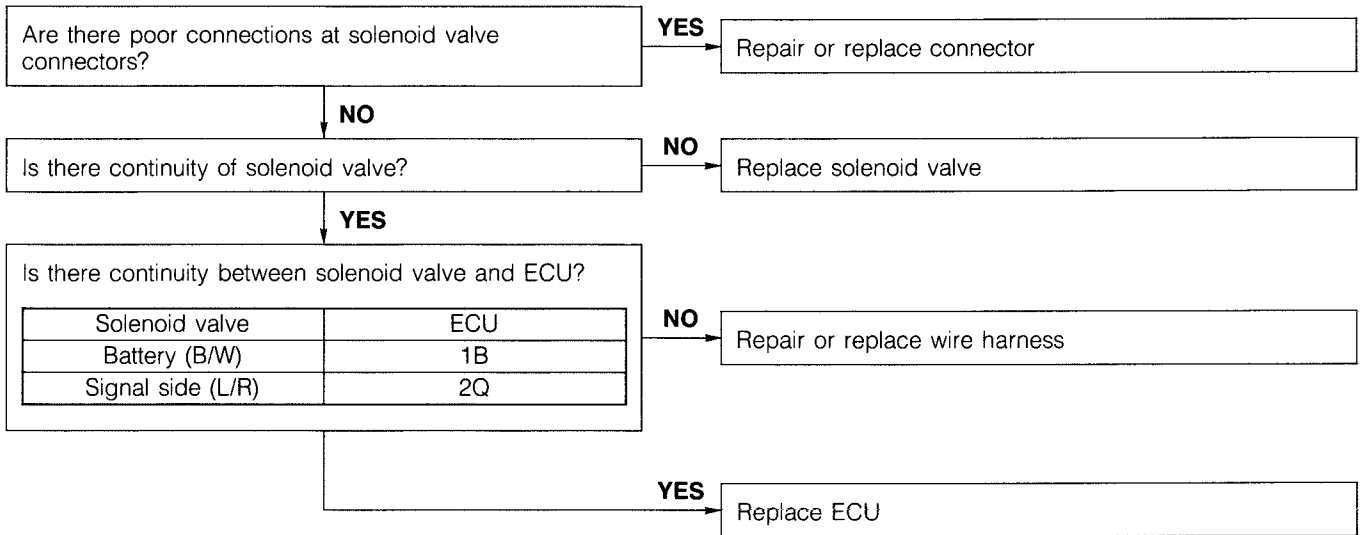 Are there poor connections at solenoid valve
connectors?
YES
Repair or replace connector
NO
Is there continuity of solenoid valve?
NO
Replace solenoid valve
YES
Is there continuity between solenoid valve and ECU?
Solenoid valve ECU
Battery (B/W) 1B
Signal side (L/R) 2Q
NO
Repair or replace wire harness
YES
Replace ECU